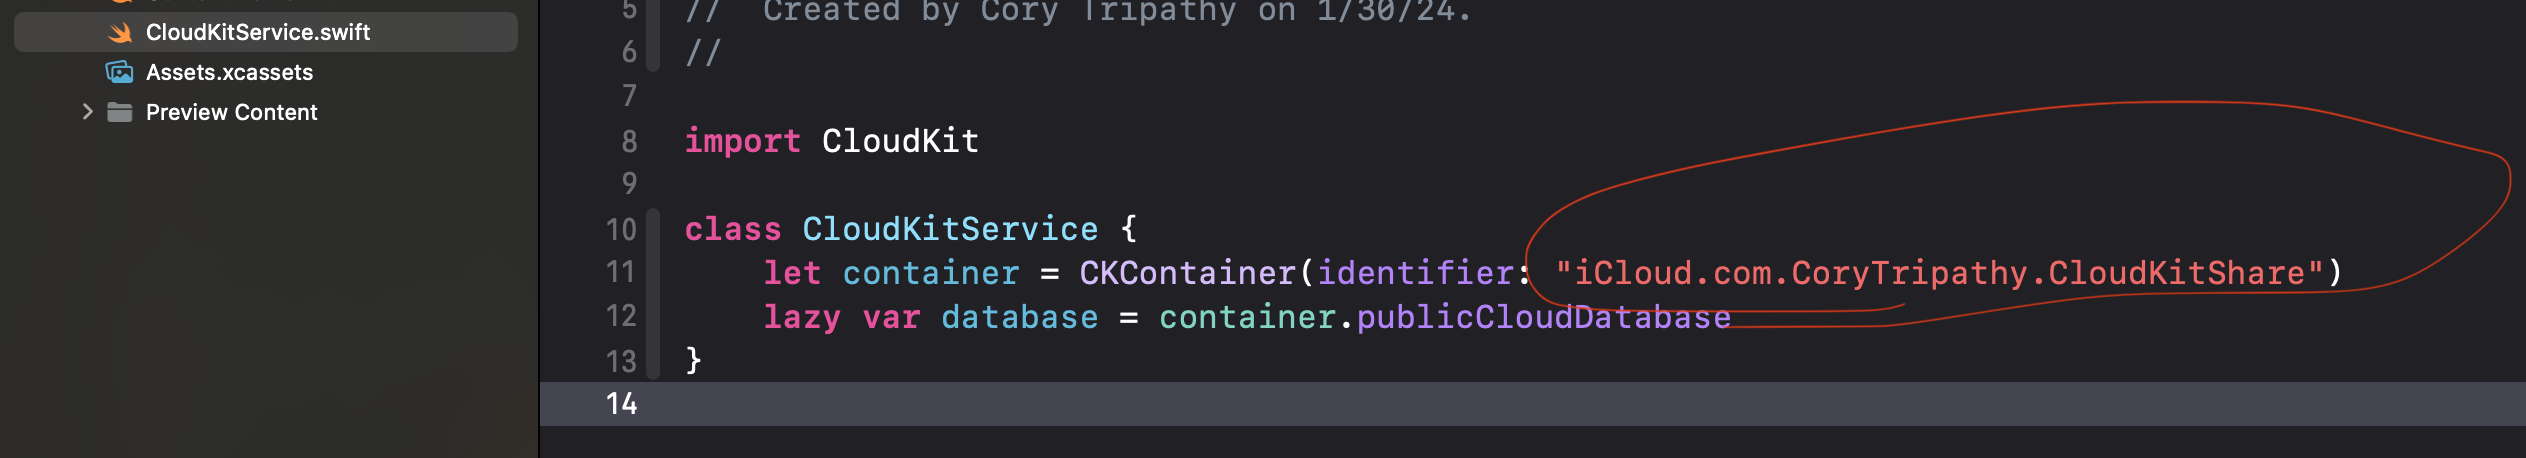 CloudKitService.swift
Assets.xcassets
Preview Content
5 //  Created by Cory Tripathy on 1/30/24.
6 //
7
8 import CloudKit
9
10 class CloudKitService {
11     let container = CKContainer(identifier: "iCloud.com.CoryTripathy.CloudKitShare")
12     lazy var database = container.publicCloudDatabase
13 }
14